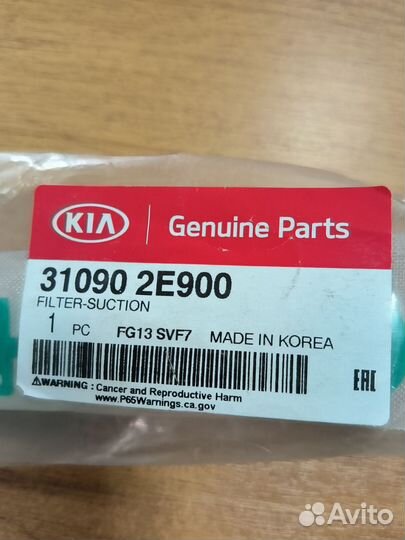 KIA
Genuine Parts
31090 2E900
FILTER-SUCTION
1 PC FG13 SVF7 MADE IN KOREA
⚠WARNING : Cancer and Reproductive Harm
www.P65Warnings.ca.gov
EAC
Avito